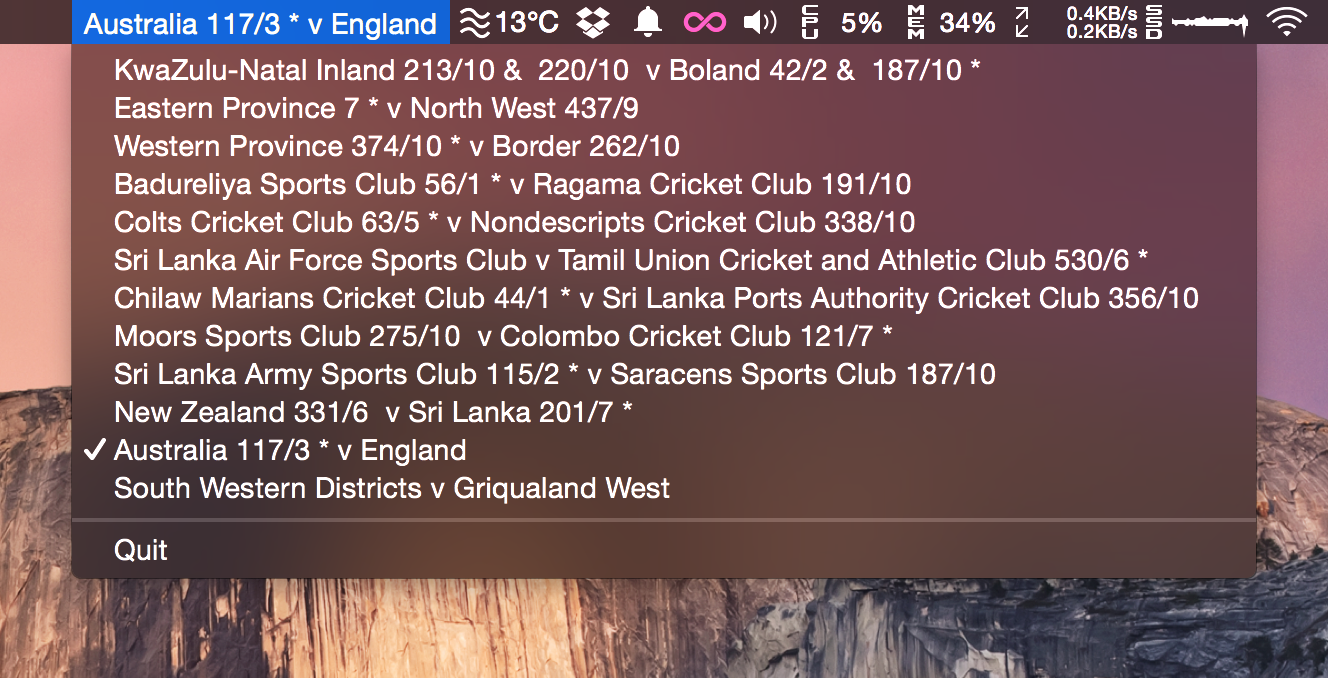 Australia 117/3 * v England 13°C CPU 5% MEM 34% 0.4KB/s SSD
0.2KB/s
KwaZulu-Natal Inland 213/10 &  220/10  v Boland 42/2 &  187/10 *
Eastern Province 7 * v North West 437/9
Western Province 374/10 * v Border 262/10
Badureliya Sports Club 56/1 * v Ragama Cricket Club 191/10
Colts Cricket Club 63/5 * v Nondescripts Cricket Club 338/10
Sri Lanka Air Force Sports Club v Tamil Union Cricket and Athletic Club 530/6 *
Chilaw Marians Cricket Club 44/1 * v Sri Lanka Ports Authority Cricket Club 356/10
Moors Sports Club 275/10  v Colombo Cricket Club 121/7 *
Sri Lanka Army Sports Club 115/2 * v Saracens Sports Club 187/10
New Zealand 331/6  v Sri Lanka 201/7 *
✓ Australia 117/3 * v England
South Western Districts v Griqualand West
Quit